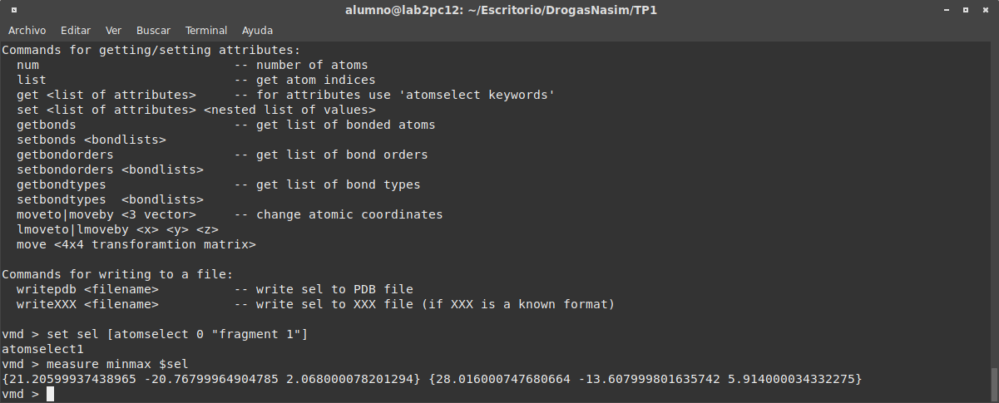 alumno@lab2pc12: ~/Escritorio/DrogasNasim/TP1
Archivo Editar Ver Buscar Terminal Ayuda
Commands for getting/setting attributes:
  num                          -- number of atoms
  list                         -- get atom indices
  get <list of attributes>     -- for attributes use 'atomselect keywords'
  set <list of attributes> <nested list of values>
  getbonds                     -- get list of bonded atoms
  setbonds <bondlists>
  getbondorders                -- get list of bond orders
  setbondorders <bondlists>
  getbondtypes                 -- get list of bond types
  setbondtypes  <bondlists>
  moveto|moveby <3 vector>     -- change atomic coordinates
  lmoveto|lmoveby <x> <y> <z>
  move <4x4 transforamtion matrix>

Commands for writing to a file:
  writepdb <filename>          -- write sel to PDB file
  writeXXX <filename>          -- write sel to XXX file (if XXX is a known format)

vmd > set sel [atomselect 0 "fragment 1"]
atomselect1
vmd > measure minmax $sel
{21.20599937438965 -20.76799964904785 2.068000078201294} {28.016000747680664 -13.607999801635742 5.914000034332275}
vmd >